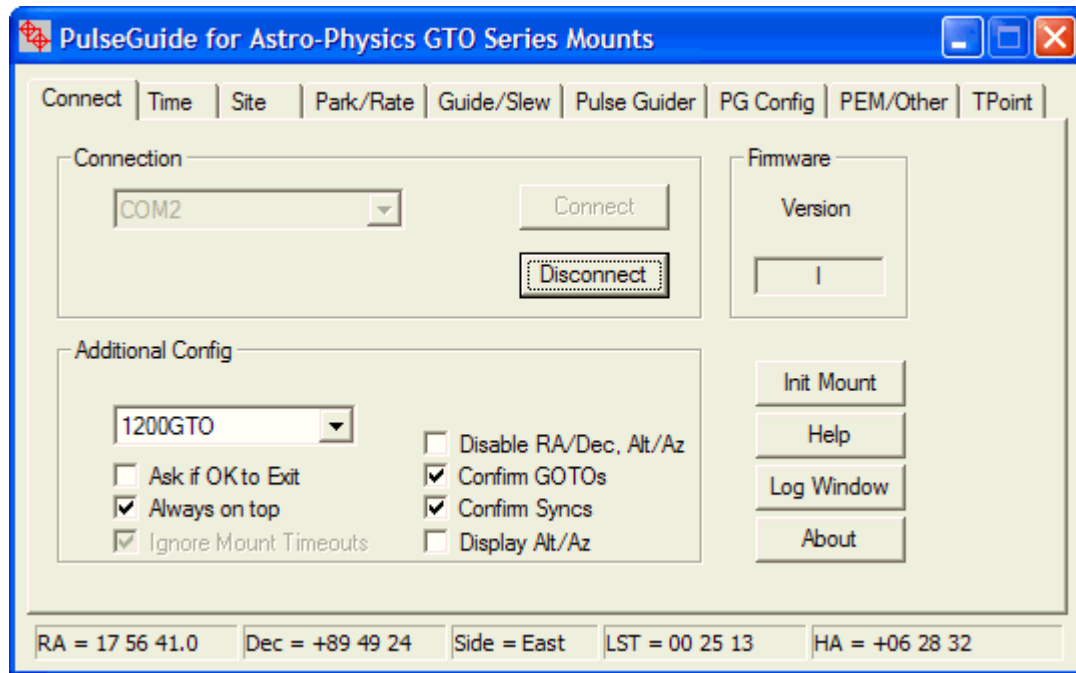 PulseGuide for Astro-Physics GTO Series Mounts
Connect Time Site Park/Rate Guide/Slew Pulse Guider PG Config PEM/Other TPoint
Connection
COM2
Connect
Disconnect
Firmware
Version
I
Additional Config
1200GTO
Ask if OK to Exit
Always on top
Ignore Mount Timeouts
Disable RA/Dec, Alt/Az
Confirm GOTOs
Confirm Syncs
Display Alt/Az
Init Mount
Help
Log Window
About
RA = 17 56 41.0 Dec = +89 49 24 Side = East LST = 00 25 13 HA = +06 28 32